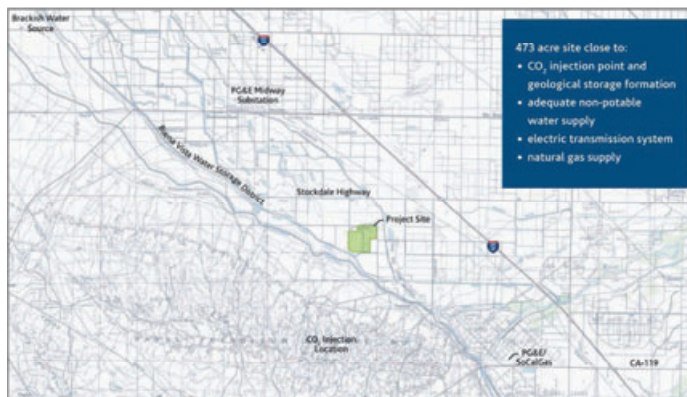 Brackish Water
Source
PG&E Midway
Substation
473 acre site close to:
• CO₂ injection point and
geological storage formation
• adequate non-potable
water supply
• electric transmission system
• natural gas supply
Buena Vista Water Storage District
Stockdale Highway
Project Site
CO₂ Injection
Location
PG&E/
SoCalGas
CA-119